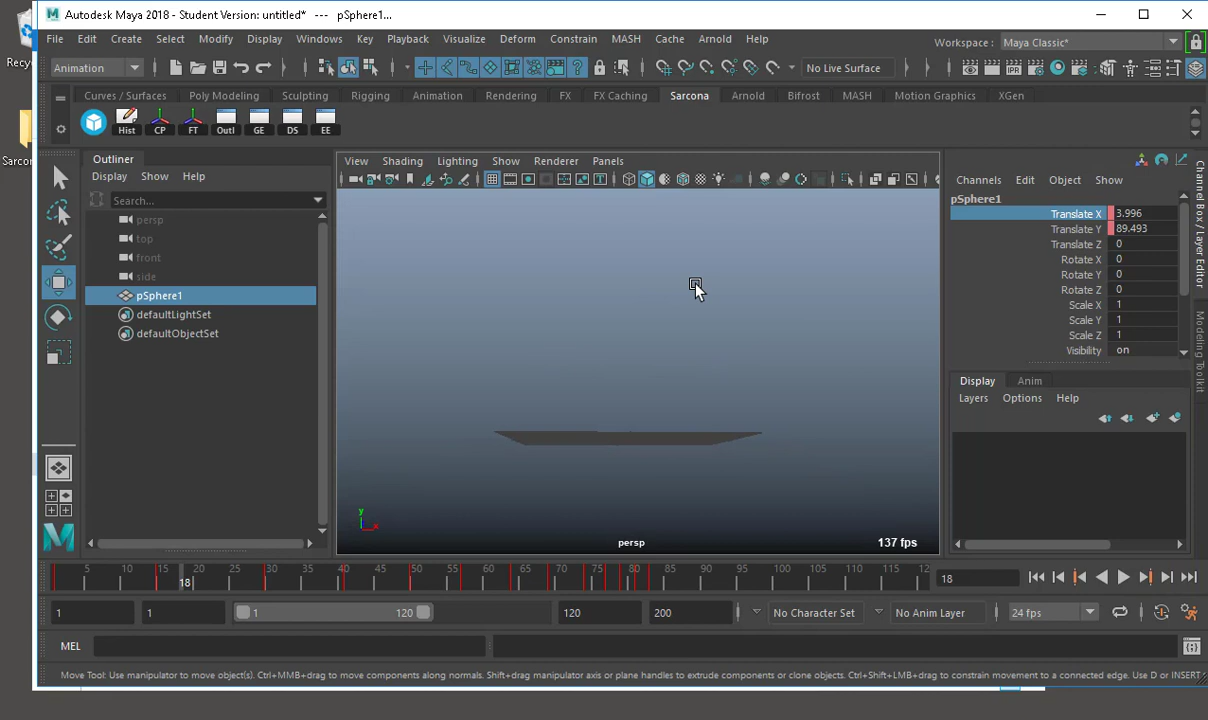 Recyc
Sarcon
Autodesk Maya 2018 - Student Version: untitled*   ---   pSphere1...
File Edit Create Select Modify Display Windows Key Playback Visualize Deform Constrain MASH Cache Arnold Help
Workspace : Maya Classic*
Animation
No Live Surface
IPR
Curves / Surfaces Poly Modeling Sculpting Rigging Animation Rendering FX FX Caching Sarcona Arnold Bifrost MASH Motion Graphics XGen
Hist CP FT Outl GE DS EE
Outliner
Display Show Help
Search...
persp
top
front
side
pSphere1
defaultLightSet
defaultObjectSet
View Shading Lighting Show Renderer Panels
y
x
persp
137 fps
Channels Edit Object Show
pSphere1
Translate X 3.996
Translate Y 89.493
Translate Z 0
Rotate X 0
Rotate Y 0
Rotate Z 0
Scale X 1
Scale Y 1
Scale Z 1
Visibility on
Display Anim
Layers Options Help
Channel Box / Layer Editor
Modeling Toolkit
5 10 15 18 20 25 30 35 40 45 50 55 60 65 70 75 80 85 90 95 100 105 110 115 12
18
1 1 1 120 120 200
No Character Set
No Anim Layer
24 fps
MEL
Move Tool: Use manipulator to move object(s). Ctrl+MMB+drag to move components along normals. Shift+drag manipulator axis or plane handles to extrude components or clone objects. Ctrl+Shift+LMB+drag to constrain movement to a connected edge. Use D or INSERT